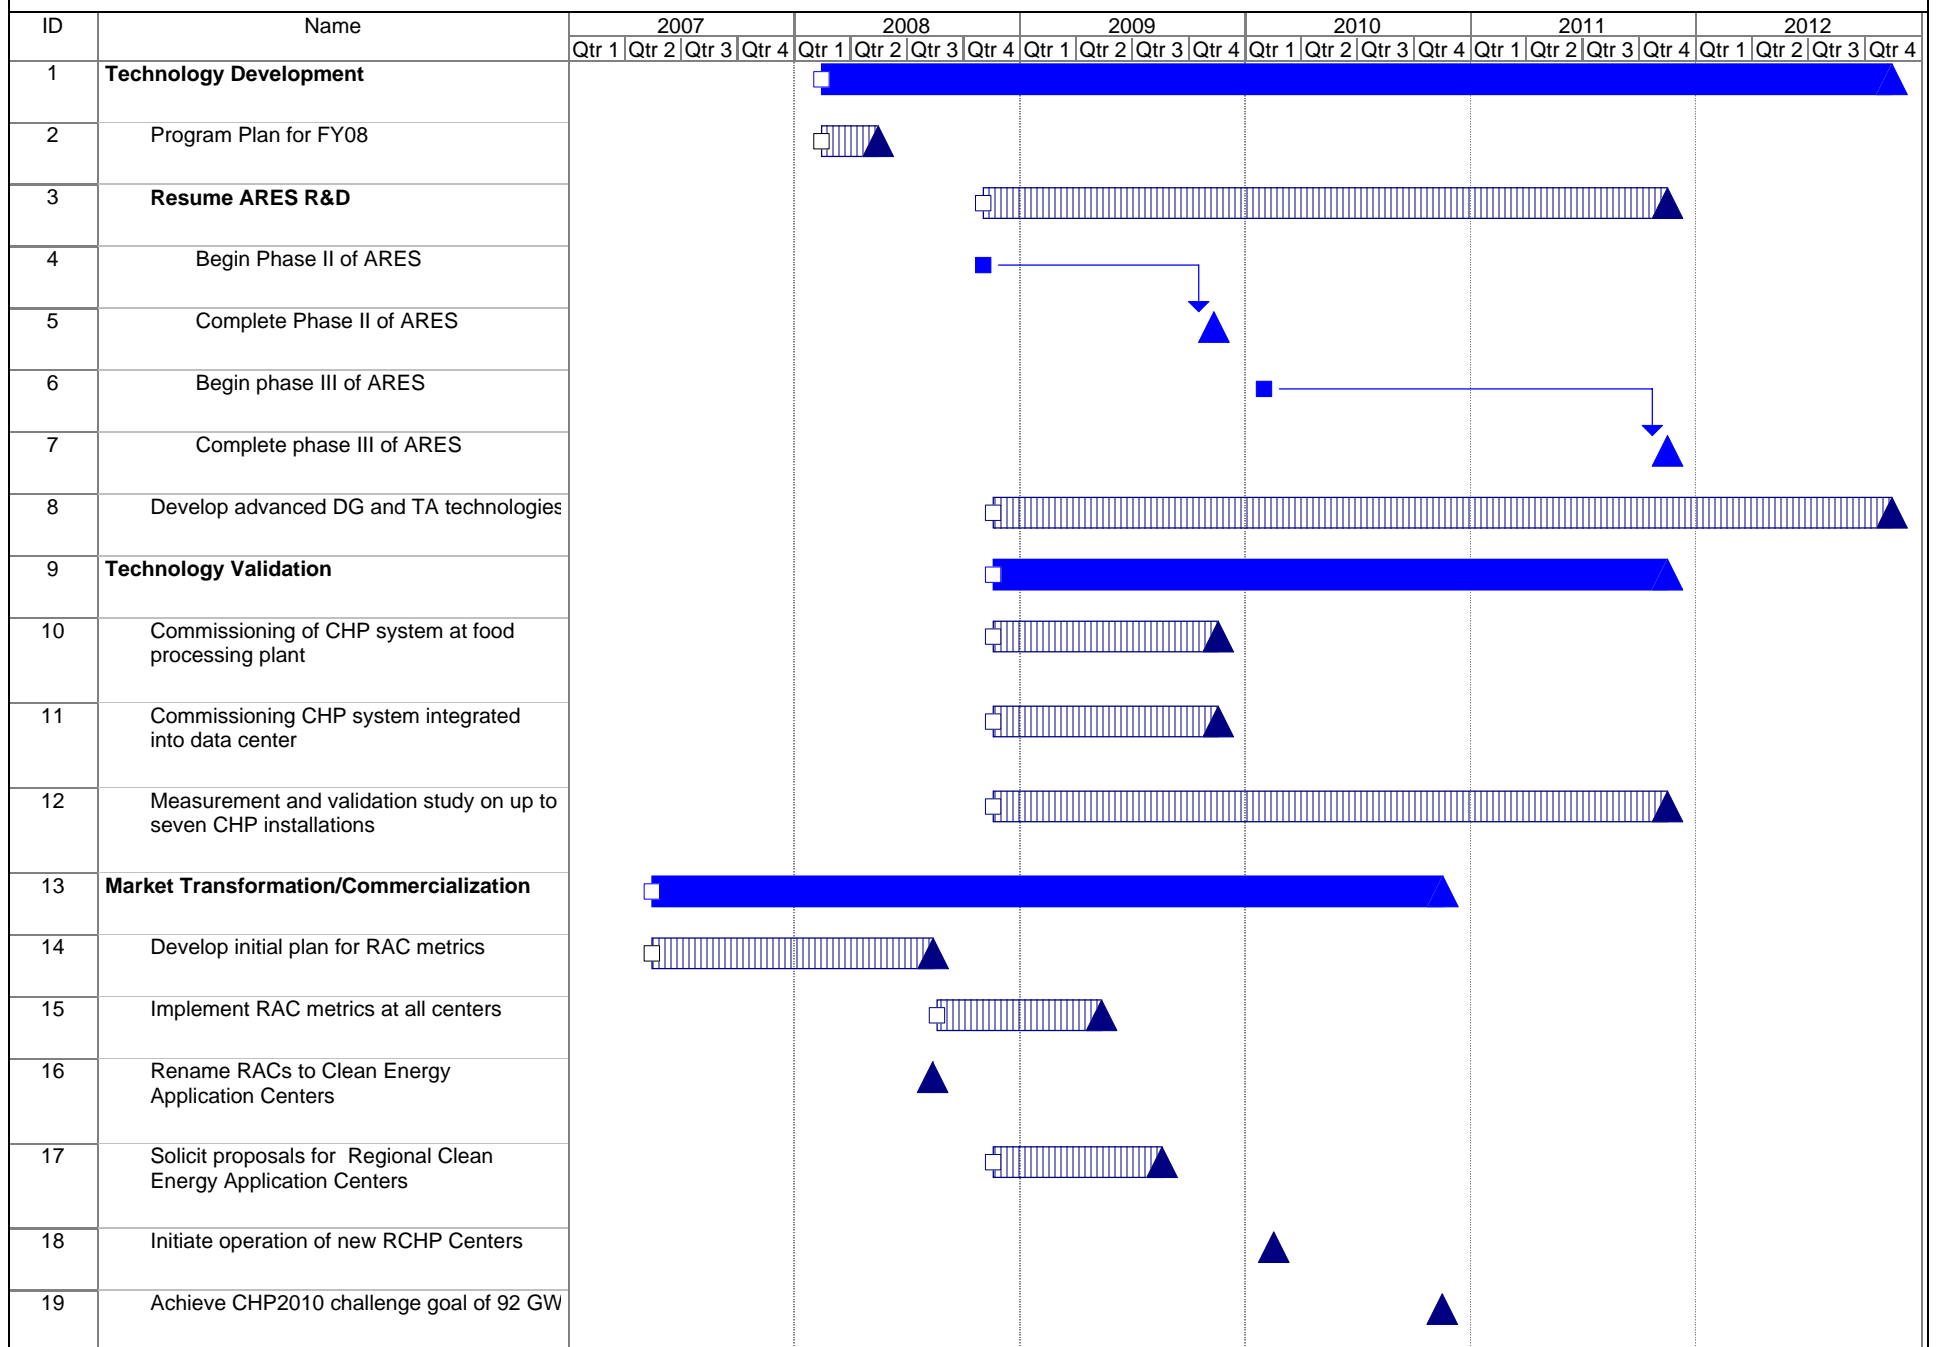 ID Name 2007 2008 2009 2010 2011 2012
Qtr 1 Qtr 2 Qtr 3 Qtr 4 Qtr 1 Qtr 2 Qtr 3 Qtr 4 Qtr 1 Qtr 2 Qtr 3 Qtr 4 Qtr 1 Qtr 2 Qtr 3 Qtr 4 Qtr 1 Qtr 2 Qtr 3 Qtr 4 Qtr 1 Qtr 2 Qtr 3 Qtr 4
1 Technology Development
2 Program Plan for FY08
3 Resume ARES R&D
4 Begin Phase II of ARES
5 Complete Phase II of ARES
6 Begin phase III of ARES
7 Complete phase III of ARES
8 Develop advanced DG and TA technologies
9 Technology Validation
10 Commissioning of CHP system at food
processing plant
11 Commissioning CHP system integrated
into data center
12 Measurement and validation study on up to
seven CHP installations
13 Market Transformation/Commercialization
14 Develop initial plan for RAC metrics
15 Implement RAC metrics at all centers
16 Rename RACs to Clean Energy
Application Centers
17 Solicit proposals for  Regional Clean
Energy Application Centers
18 Initiate operation of new RCHP Centers
19 Achieve CHP2010 challenge goal of 92 GW